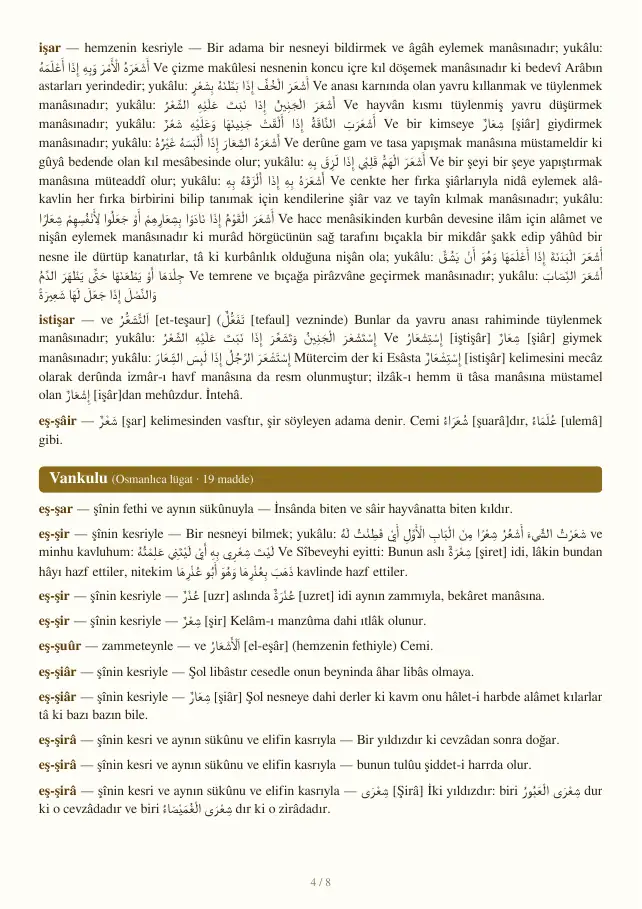 işar — hemzenin kesriyle — Bir adama bir nesneyi bildirmek ve âgâh eylemek manâsınadır; yukâlu:
أَشْعَرَهُ الْأَمْرَ وَبِهِ إِذَا أَعْلَمَهُ Ve çizme makûlesi nesnenin koncu içre kıl döşemek manâsınadır ki bedevî Arâbın
astarları yerindedir; yukâlu: أَشْعَرَ الْخُفَّ إِذَا بَطَّنَهُ بِشَعْرٍ Ve anası karnında olan yavru kıllanmak ve tüylenmek
manâsınadır; yukâlu: أَشْعَرَ الْجَنِينُ إِذَا نَبَتَ عَلَيْهِ الشَّعْرُ Ve hayvân kısmı tüylenmiş yavru düşürmek
manâsınadır; yukâlu: أَشْعَرَتِ النَّاقَةُ إِذَا أَلْقَتْ جَنِينَهَا وَعَلَيْهِ شَعْرٌ Ve bir kimseye شِعَارٌ [şiâr] giydirmek
manâsınadır; yukâlu: أَشْعَرَهُ الشِّعَارَ إِذَا أَلْبَسَهُ غَيْرُهُ Ve derûne gam ve tasa yapışmak manâsına müstameldir ki
gûyâ bedende olan kıl mesâbesinde olur; yukâlu: أَشْعَرَ الْهَمُّ قَلْبِي إِذَا لَزِقَ بِهِ Ve bir şeyi bir şeye yapıştırmak
manâsına müteaddî olur; yukâlu: أَشْعَرَهُ بِهِ إِذَا أَلْزَقَهُ بِهِ Ve cenkte her fırka şiârlarıyla nidâ eylemek alâ-
kavlin her fırka birbirini bilip tanımak için kendilerine şiâr vaz ve tayîn kılmak manâsınadır; yukâlu:
أَشْعَرَ الْقَوْمُ إِذَا نَادَوْا بِشِعَارِهِمْ أَوْ جَعَلُوا لِأَنْفُسِهِمْ شِعَارًا Ve hacc menâsikinden kurbân devesine ilâm için alâmet ve
nişân eylemek manâsınadır ki murâd hörgücünün sağ tarafını bıçakla bir mikdâr şakk edip yâhûd bir
nesne ile dürtüp kanatırlar, tâ ki kurbânlık olduğuna nişân ola; yukâlu: أَشْعَرَ الْبَدَنَةَ إِذَا أَعْلَمَهَا وَهُوَ أَنْ يَشُقَّ
جِلْدَهَا أَوْ يَطْعَنَهَا حَتَّى يَظْهَرَ الدَّمُ Ve temrene ve bıçağa pirâzvâne geçirmek manâsınadır; yukâlu: أَشْعَرَ النِّصَابَ
وَالنَّصْلَ إِذَا جَعَلَ لَهَا شَعِيرَةً
istişar — ve اَلتَّشَعُّرُ [et-teşaur] (تَفَعُّلٌ [tefaul] vezninde) Bunlar da yavru anası rahiminde tüylenmek
manâsınadır; yukâlu: إِسْتَشْعَرَ الْجَنِينُ وَتَشَعَّرَ إِذَا نَبَتَ عَلَيْهِ الشَّعْرُ Ve إِسْتِشْعَارٌ [iştişâr] شِعَارٌ [şiâr] giymek
manâsınadır; yukâlu: إِسْتَشْعَرَ الرَّجُلُ إِذَا لَبِسَ الشِّعَارَ Mütercim der ki Esâsta إِسْتِشْعَارٌ [istişâr] kelimesini mecâz
olarak derûnda izmâr-ı havf manâsına da resm olunmuştur; ilzâk-ı hemm ü tâsa manâsına müstamel
olan إِشْعَارٌ [işâr]dan mehûzdur. İntehâ.
eş-şâir — شَعْرٌ [şar] kelimesinden vasftır, şir söyleyen adama denir. Cemi شُعَرَاءُ [şuarâ]dır, عُلَمَاءُ [ulemâ]
gibi.
Vankulu (Osmanlıca lügat · 19 madde)
eş-şar — şînin fethi ve aynın sükûnuyla — İnsânda biten ve sâir hayvânatta biten kıldır.
eş-şir — şînin kesriyle — Bir nesneyi bilmek; yukâlu: شَعَرْتُ الشَّيْءَ أَشْعُرُ شِعْرًا مِنَ الْبَابِ الْأَوَّلِ أَيْ فَطِنْتُ لَهُ ve
minhu kavluhum: لَيْتَ شِعْرِي بِهِ أَيْ لَيْتَنِي عَلِمْتُهُ Ve Sîbeveyhi eyitti: Bunun aslı شِعْرَةٌ [şiret] idi, lâkin bundan
hâyı hazf ettiler, nitekim ذَهَبَ بِعُذْرِهَا وَهُوَ أَبُو عُذْرِهَا kavlinde hazf ettiler.
eş-şir — şînin kesriyle — عُذْرٌ [uzr] aslında عُذْرَةٌ [uzret] idi aynın zammıyla, bekâret manâsına.
eş-şir — şînin kesriyle — شِعْرٌ [şir] Kelâm-ı manzûma dahi ıtlâk olunur.
eş-şuûr — zammeteynle — ve اَلْأَشْعَارُ [el-eşâr] (hemzenin fethiyle) Cemi.
eş-şiâr — şînin kesriyle — Şol libâstır cesedle onun beyninde âhar libâs olmaya.
eş-şiâr — şînin kesriyle — شِعَارٌ [şiâr] Şol nesneye dahi derler ki kavm onu hâlet-i harbde alâmet kılarlar
tâ ki bazı bazın bile.
eş-şirâ — şînin kesri ve aynın sükûnu ve elifin kasrıyla — Bir yıldızdır ki cevzâdan sonra doğar.
eş-şirâ — şînin kesri ve aynın sükûnu ve elifin kasrıyla — bunun tulûu şiddet-i harrda olur.
eş-şirâ — şînin kesri ve aynın sükûnu ve elifin kasrıyla — شِعْرَى [Şirâ] İki yıldızdır: biri شِعْرَى الْعَبُورُ dur
ki o cevzâdadır ve biri شِعْرَى الْغُمَيْصَاءُ dır ki o zirâdadır.
4 / 8